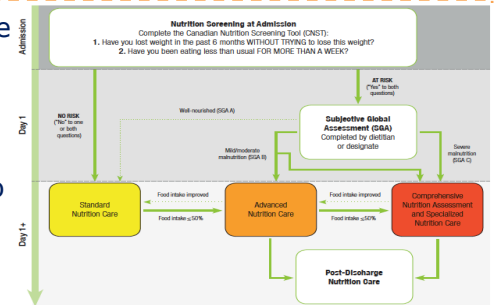 e
Admission
Nutrition Screening at Admission
Complete the Canadian Nutrition Screening Tool (CNST):
1. Have you lost weight in the past 6 months WITHOUT TRYING to lose this weight?
2. Have you been eating less than usual FOR MORE THAN A WEEK?
Day 1
NO RISK
("No" to one
or both
questions)
AT RISK
("Yes" to both
questions)
Well-nourished (SGA A)
Subjective Global
Assessment (SGA)
Completed by dietitian
or designate
Mild/moderate
malnutrition (SGA B)
Severe
malnutrition
(SGA C)
Day 1+
Standard
Nutrition Care
Food intake improved
Food intake ≤50%
Advanced
Nutrition Care
Food intake improved
Food intake ≤50%
Comprehensive
Nutrition Assessment
and Specialized
Nutrition Care
Post-Discharge
Nutrition Care